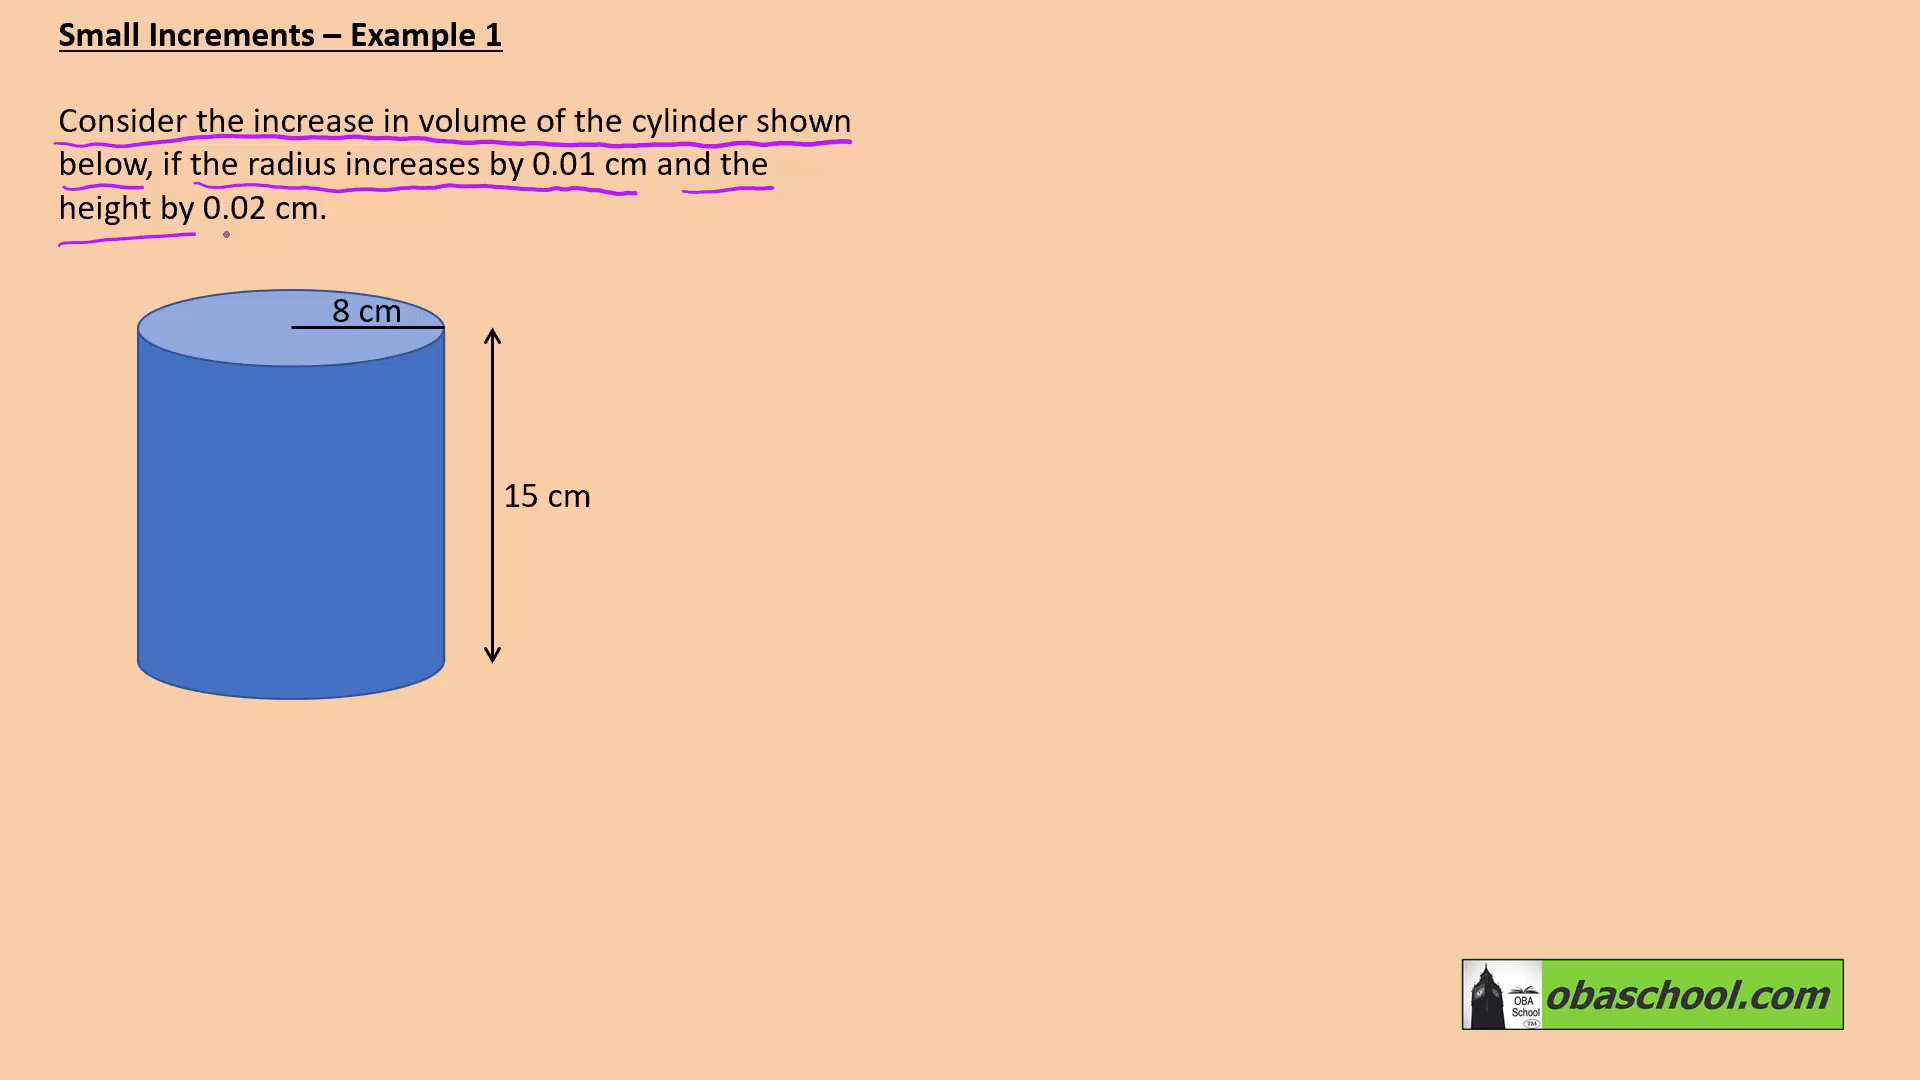 Small Increments – Example 1
Consider the increase in volume of the cylinder shown
below, if the radius increases by 0.01 cm and the
height by 0.02 cm.
8 cm
15 cm
OBA
School
TM
obaschool.com